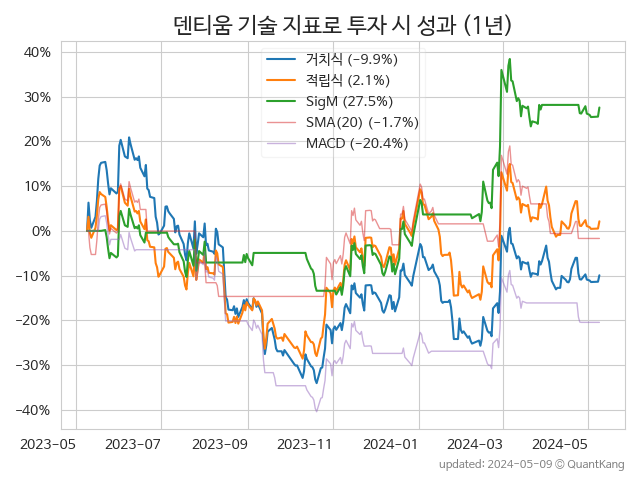 덴티움 기술 지표로 투자 시 성과 (1년)
40%
30%
20%
10%
0%
−10%
−20%
−30%
−40%
거치식 (−9.9%)
적립식 (2.1%)
SigM (27.5%)
SMA(20) (−1.7%)
MACD (−20.4%)
2023-05 2023-07 2023-09 2023-11 2024-01 2024-03 2024-05
updated: 2024-05-09 © QuantKang